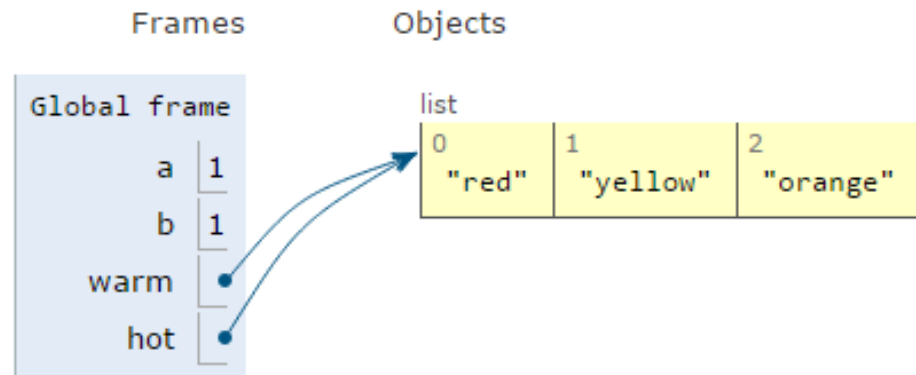 Frames Objects
Global frame
a 1
b 1
warm
hot
list
0 1 2
"red" "yellow" "orange"